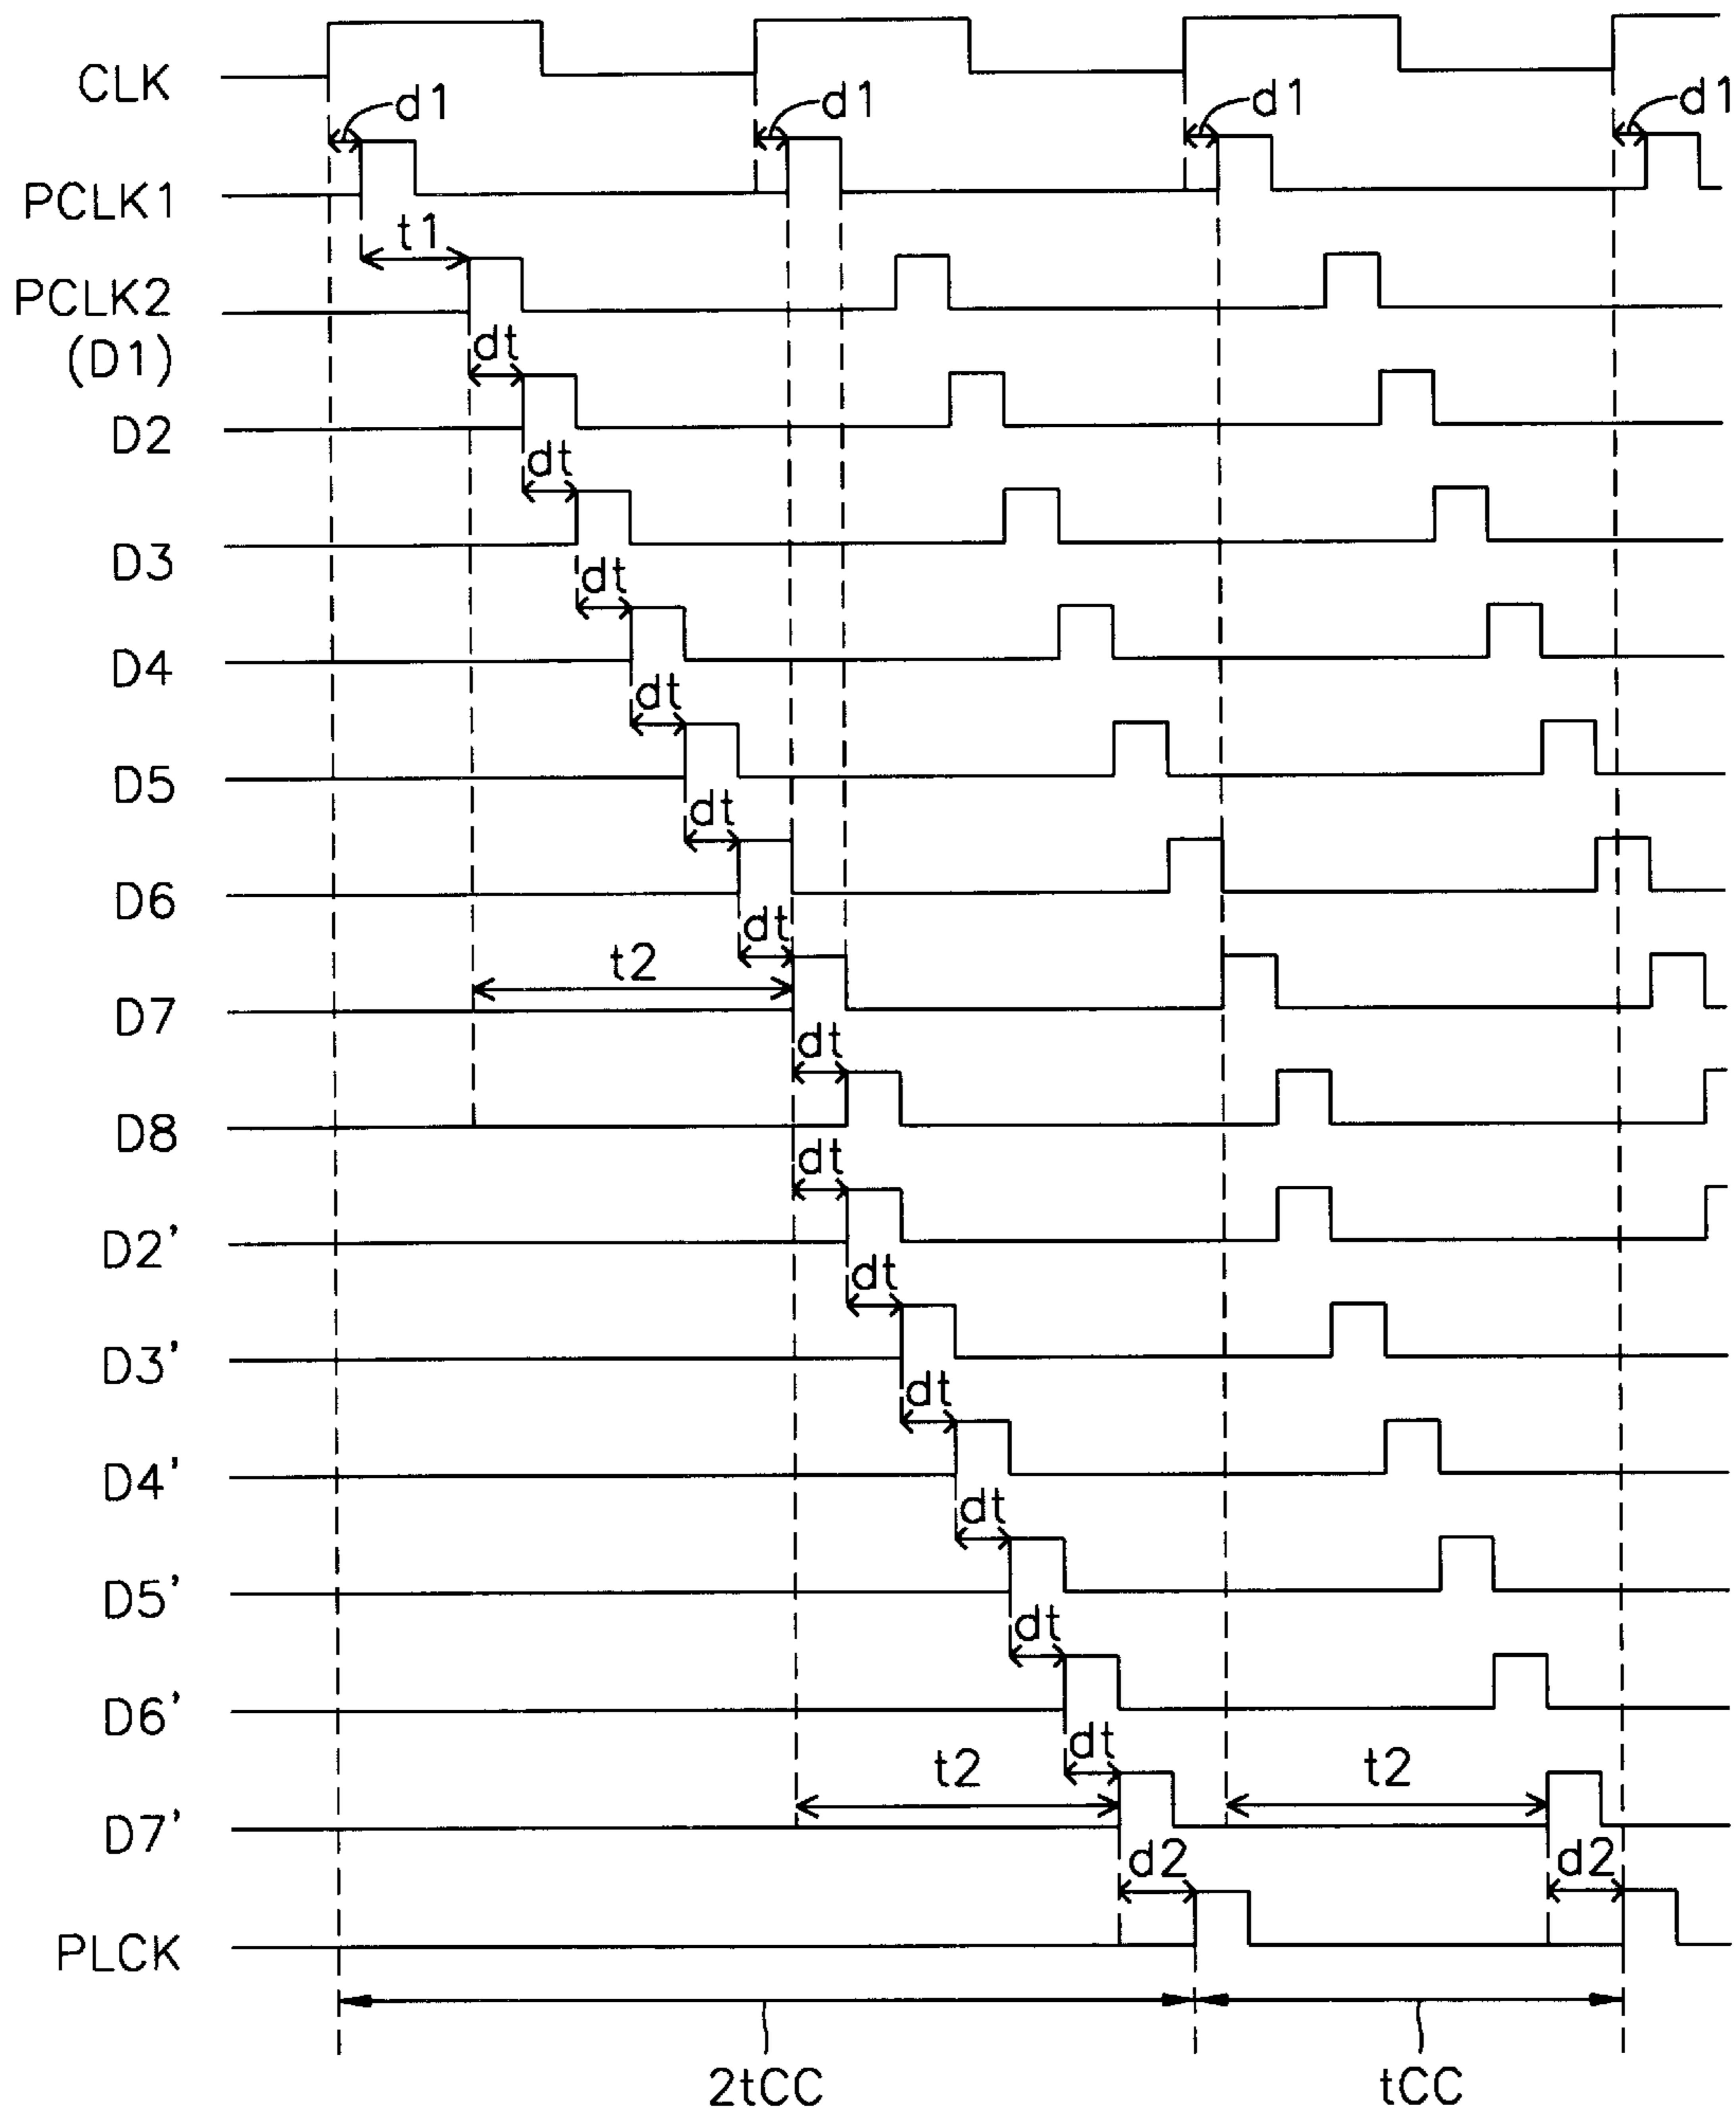 CLK
d1 d1 d1 d1
PCLK1
t1
PCLK2
(D1)
dt
D2
dt
D3
dt
D4
dt
D5
dt
D6
dt
t2
D7
dt
D8
dt
D2'
dt
D3'
dt
D4'
dt
D5'
dt
D6'
dt
t2 t2
D7'
d2 d2
PLCK
2tCC tCC